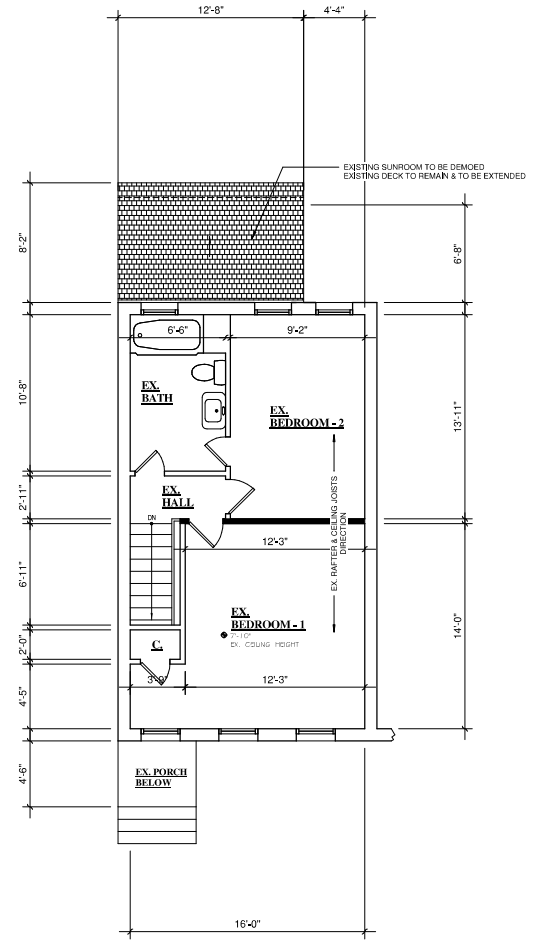 12'-8"
4'-4"
EXISTING SUNROOM TO BE DEMOED
EXISTING DECK TO REMAIN & TO BE EXTENDED
8'-2"
6'-8"
6'-6"
9'-2"
EX.
BATH
10'-8"
EX.
BEDROOM - 2
13'-11"
EX.
HALL
2'-11"
DN
EX. RAFTER & CEILING JOISTS
DIRECTION
12'-3"
6'-11"
EX.
BEDROOM - 1
7'-10"
EX. CEILING HEIGHT
14'-0"
2'-0"
C.
3'-9"
12'-3"
4'-5"
4'-6"
EX. PORCH
BELOW
16'-0"